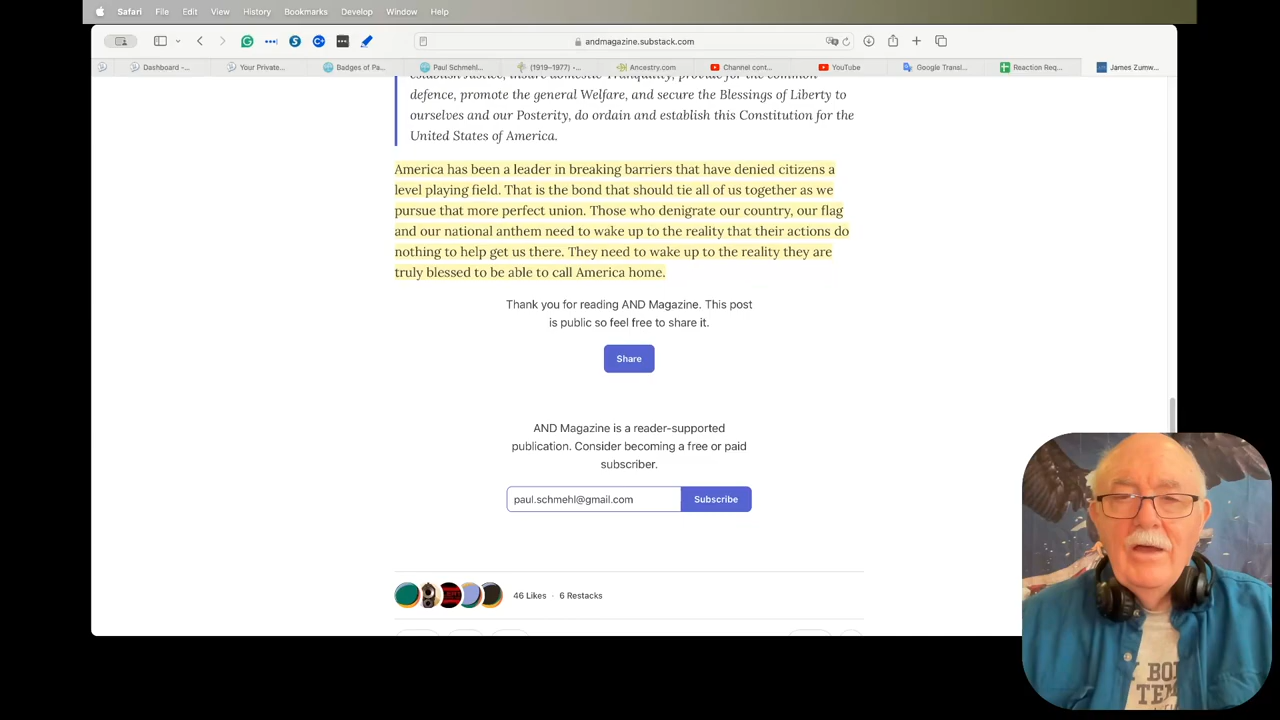 Safari File Edit View History Bookmarks Develop Window Help
andmagazine.substack.com
Dashboard -... Your Private... Badges of Pa... Paul Schmehl... (1919–1977) -... Ancestry.com Channel cont... YouTube Google Transl... Reaction Req... James Zumw...
establish Justice, insure domestic Tranquility, provide for the common
defence, promote the general Welfare, and secure the Blessings of Liberty to
ourselves and our Posterity, do ordain and establish this Constitution for the
United States of America.
America has been a leader in breaking barriers that have denied citizens a
level playing field. That is the bond that should tie all of us together as we
pursue that more perfect union. Those who denigrate our country, our flag
and our national anthem need to wake up to the reality that their actions do
nothing to help get us there. They need to wake up to the reality they are
truly blessed to be able to call America home.
Thank you for reading AND Magazine. This post
is public so feel free to share it.
Share
AND Magazine is a reader-supported
publication. Consider becoming a free or paid
subscriber.
paul.schmehl@gmail.com Subscribe
46 Likes · 6 Restacks